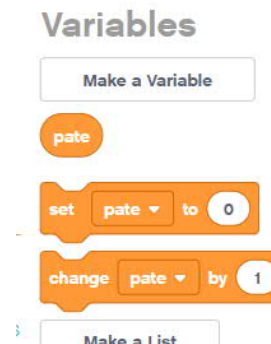 Variables
Make a Variable
pate
set pate to 0
change pate by 1
Make a List